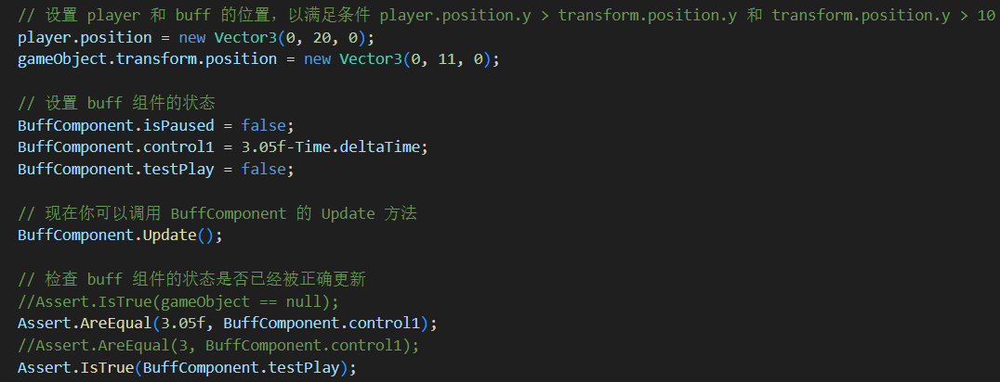 // 设置 player 和 buff 的位置，以满足条件 player.position.y > transform.position.y 和 transform.position.y > 10
player.position = new Vector3(0, 20, 0);
gameObject.transform.position = new Vector3(0, 11, 0);
// 设置 buff 组件的状态
BuffComponent.isPaused = false;
BuffComponent.control1 = 3.05f-Time.deltaTime;
BuffComponent.testPlay = false;
// 现在你可以调用 BuffComponent 的 Update 方法
BuffComponent.Update();
// 检查 buff 组件的状态是否已经被正确更新
//Assert.IsTrue(gameObject == null);
Assert.AreEqual(3.05f, BuffComponent.control1);
//Assert.AreEqual(3, BuffComponent.control1);
Assert.IsTrue(BuffComponent.testPlay);